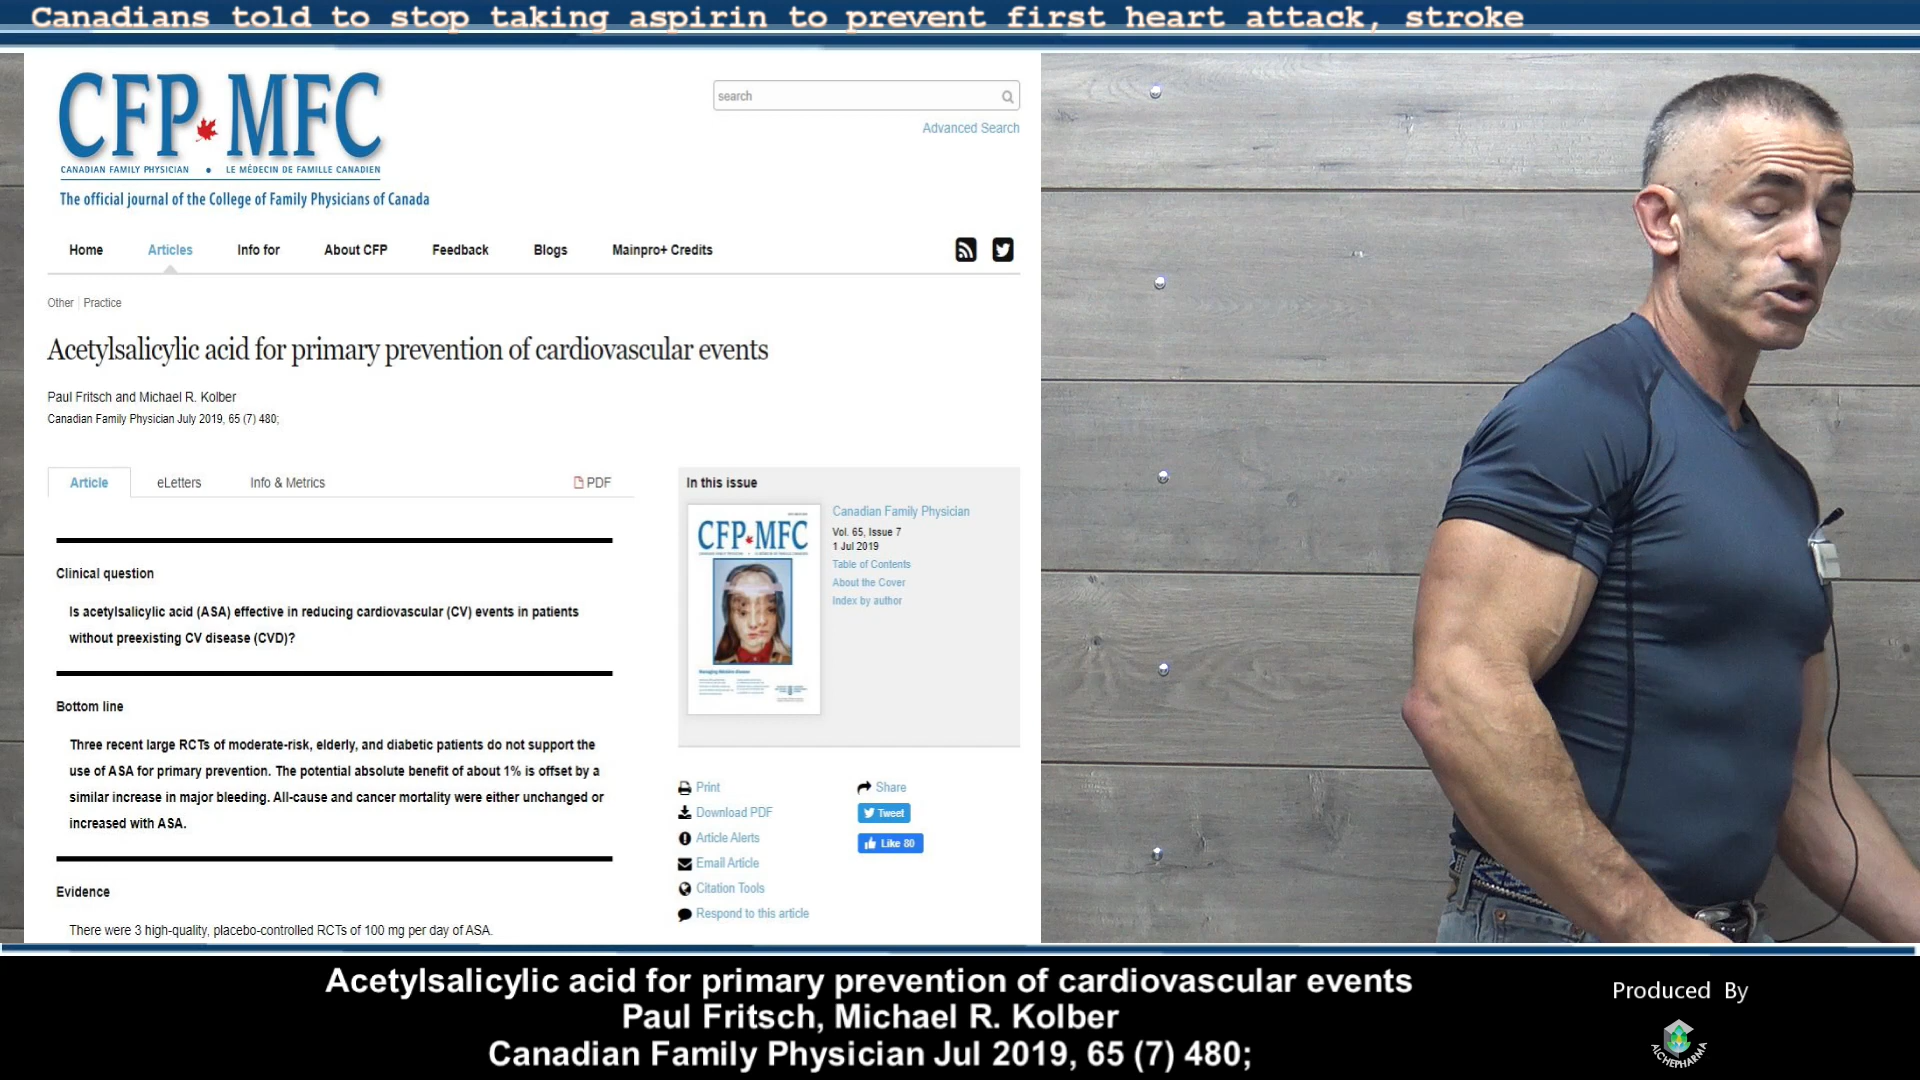 Canadians told to stop taking aspirin to prevent first heart attack, stroke
CFP MFC
CANADIAN FAMILY PHYSICIAN • LE MÉDECIN DE FAMILLE CANADIEN
The official journal of the College of Family Physicians of Canada
search
Advanced Search
Home Articles Info for About CFP Feedback Blogs Mainpro+ Credits
Other | Practice
Acetylsalicylic acid for primary prevention of cardiovascular events
Paul Fritsch and Michael R. Kolber
Canadian Family Physician July 2019, 65 (7) 480;
Article eLetters Info & Metrics PDF
Clinical question
Is acetylsalicylic acid (ASA) effective in reducing cardiovascular (CV) events in patients
without preexisting CV disease (CVD)?
Bottom line
Three recent large RCTs of moderate-risk, elderly, and diabetic patients do not support the
use of ASA for primary prevention. The potential absolute benefit of about 1% is offset by a
similar increase in major bleeding. All-cause and cancer mortality were either unchanged or
increased with ASA.
Evidence
There were 3 high-quality, placebo-controlled RCTs of 100 mg per day of ASA.
In this issue
CFP MFC
Canadian Family Physician
Vol. 65, Issue 7
1 Jul 2019
Table of Contents
About the Cover
Index by author
Print
Download PDF
Article Alerts
Email Article
Citation Tools
Respond to this article
Share
Tweet
Like 80
Acetylsalicylic acid for primary prevention of cardiovascular events
Paul Fritsch, Michael R. Kolber
Canadian Family Physician Jul 2019, 65 (7) 480;
Produced By
ALCHEPHARMA